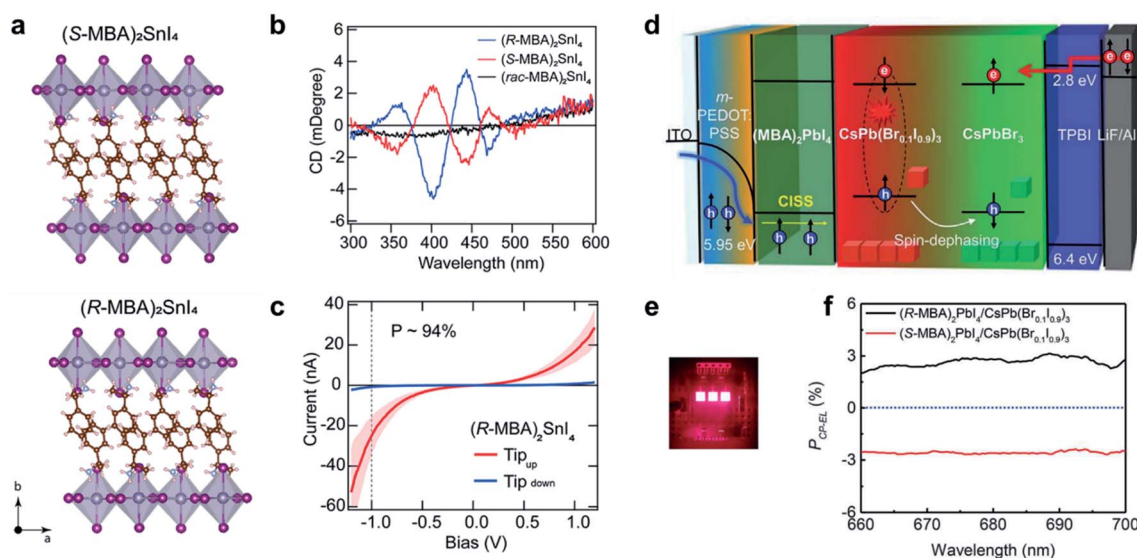 a
(S-MBA)₂SnI₄
(R-MBA)₂SnI₄
b
a
b
CD (mDegree)
6
4
2
0
-2
-4
-6
(R-MBA)₂SnI₄
(S-MBA)₂SnI₄
(rac-MBA)₂SnI₄
300 350 400 450 500 550 600
Wavelength (nm)
c
Current (nA)
40
20
0
-20
-40
-60
P ~ 94%
(R-MBA)₂SnI₄
Tip up
Tip down
-1.0 -0.5 0.0 0.5 1.0
Bias (V)
d
ITO
m-
PEDOT:
PSS
(MBA)₂PbI₄
CsPb(Br₀.₁I₀.₉)₃
CsPbBr₃
TPBI
LiF/Al
e
e
e e
2.8 eV
h h
5.95 eV
CISS
h h
h
h
Spin-dephasing
6.4 eV
e
f
P CP-EL (%)
6
3
0
-3
-6
(R-MBA)₂PbI₄/CsPb(Br₀.₁I₀.₉)₃
(S-MBA)₂PbI₄/CsPb(Br₀.₁I₀.₉)₃
660 670 680 690 700
Wavelength (nm)